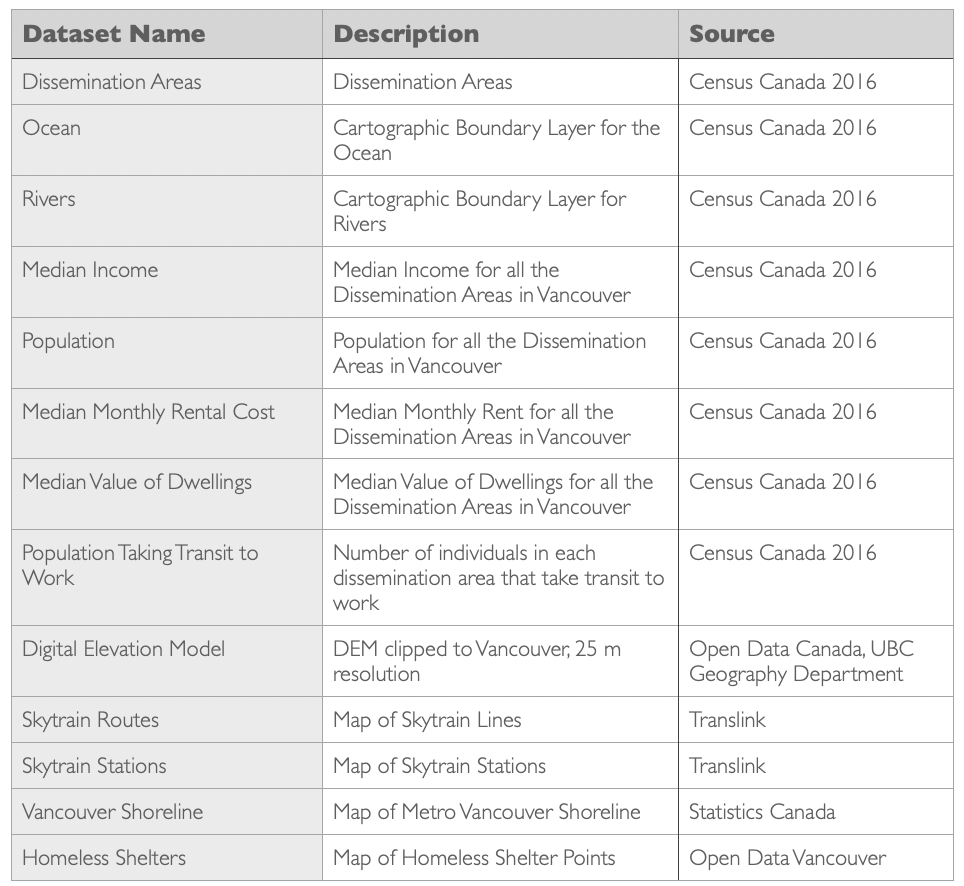 Dataset Name Description Source
Dissemination Areas Dissemination Areas Census Canada 2016
Ocean Cartographic Boundary Layer for the Census Canada 2016
Ocean
Rivers Cartographic Boundary Layer for Census Canada 2016
Rivers
Median Income Median Income for all the Census Canada 2016
Dissemination Areas in Vancouver
Population Population for all the Dissemination Census Canada 2016
Areas in Vancouver
Median Monthly Rental Cost Median Monthly Rent for all the Census Canada 2016
Dissemination Areas in Vancouver
Median Value of Dwellings Median Value of Dwellings for all the Census Canada 2016
Dissemination Areas in Vancouver
Population Taking Transit to Number of individuals in each Census Canada 2016
Work dissemination area that take transit to
work
Digital Elevation Model DEM clipped to Vancouver, 25 m Open Data Canada, UBC
resolution Geography Department
Skytrain Routes Map of Skytrain Lines Translink
Skytrain Stations Map of Skytrain Stations Translink
Vancouver Shoreline Map of Metro Vancouver Shoreline Statistics Canada
Homeless Shelters Map of Homeless Shelter Points Open Data Vancouver